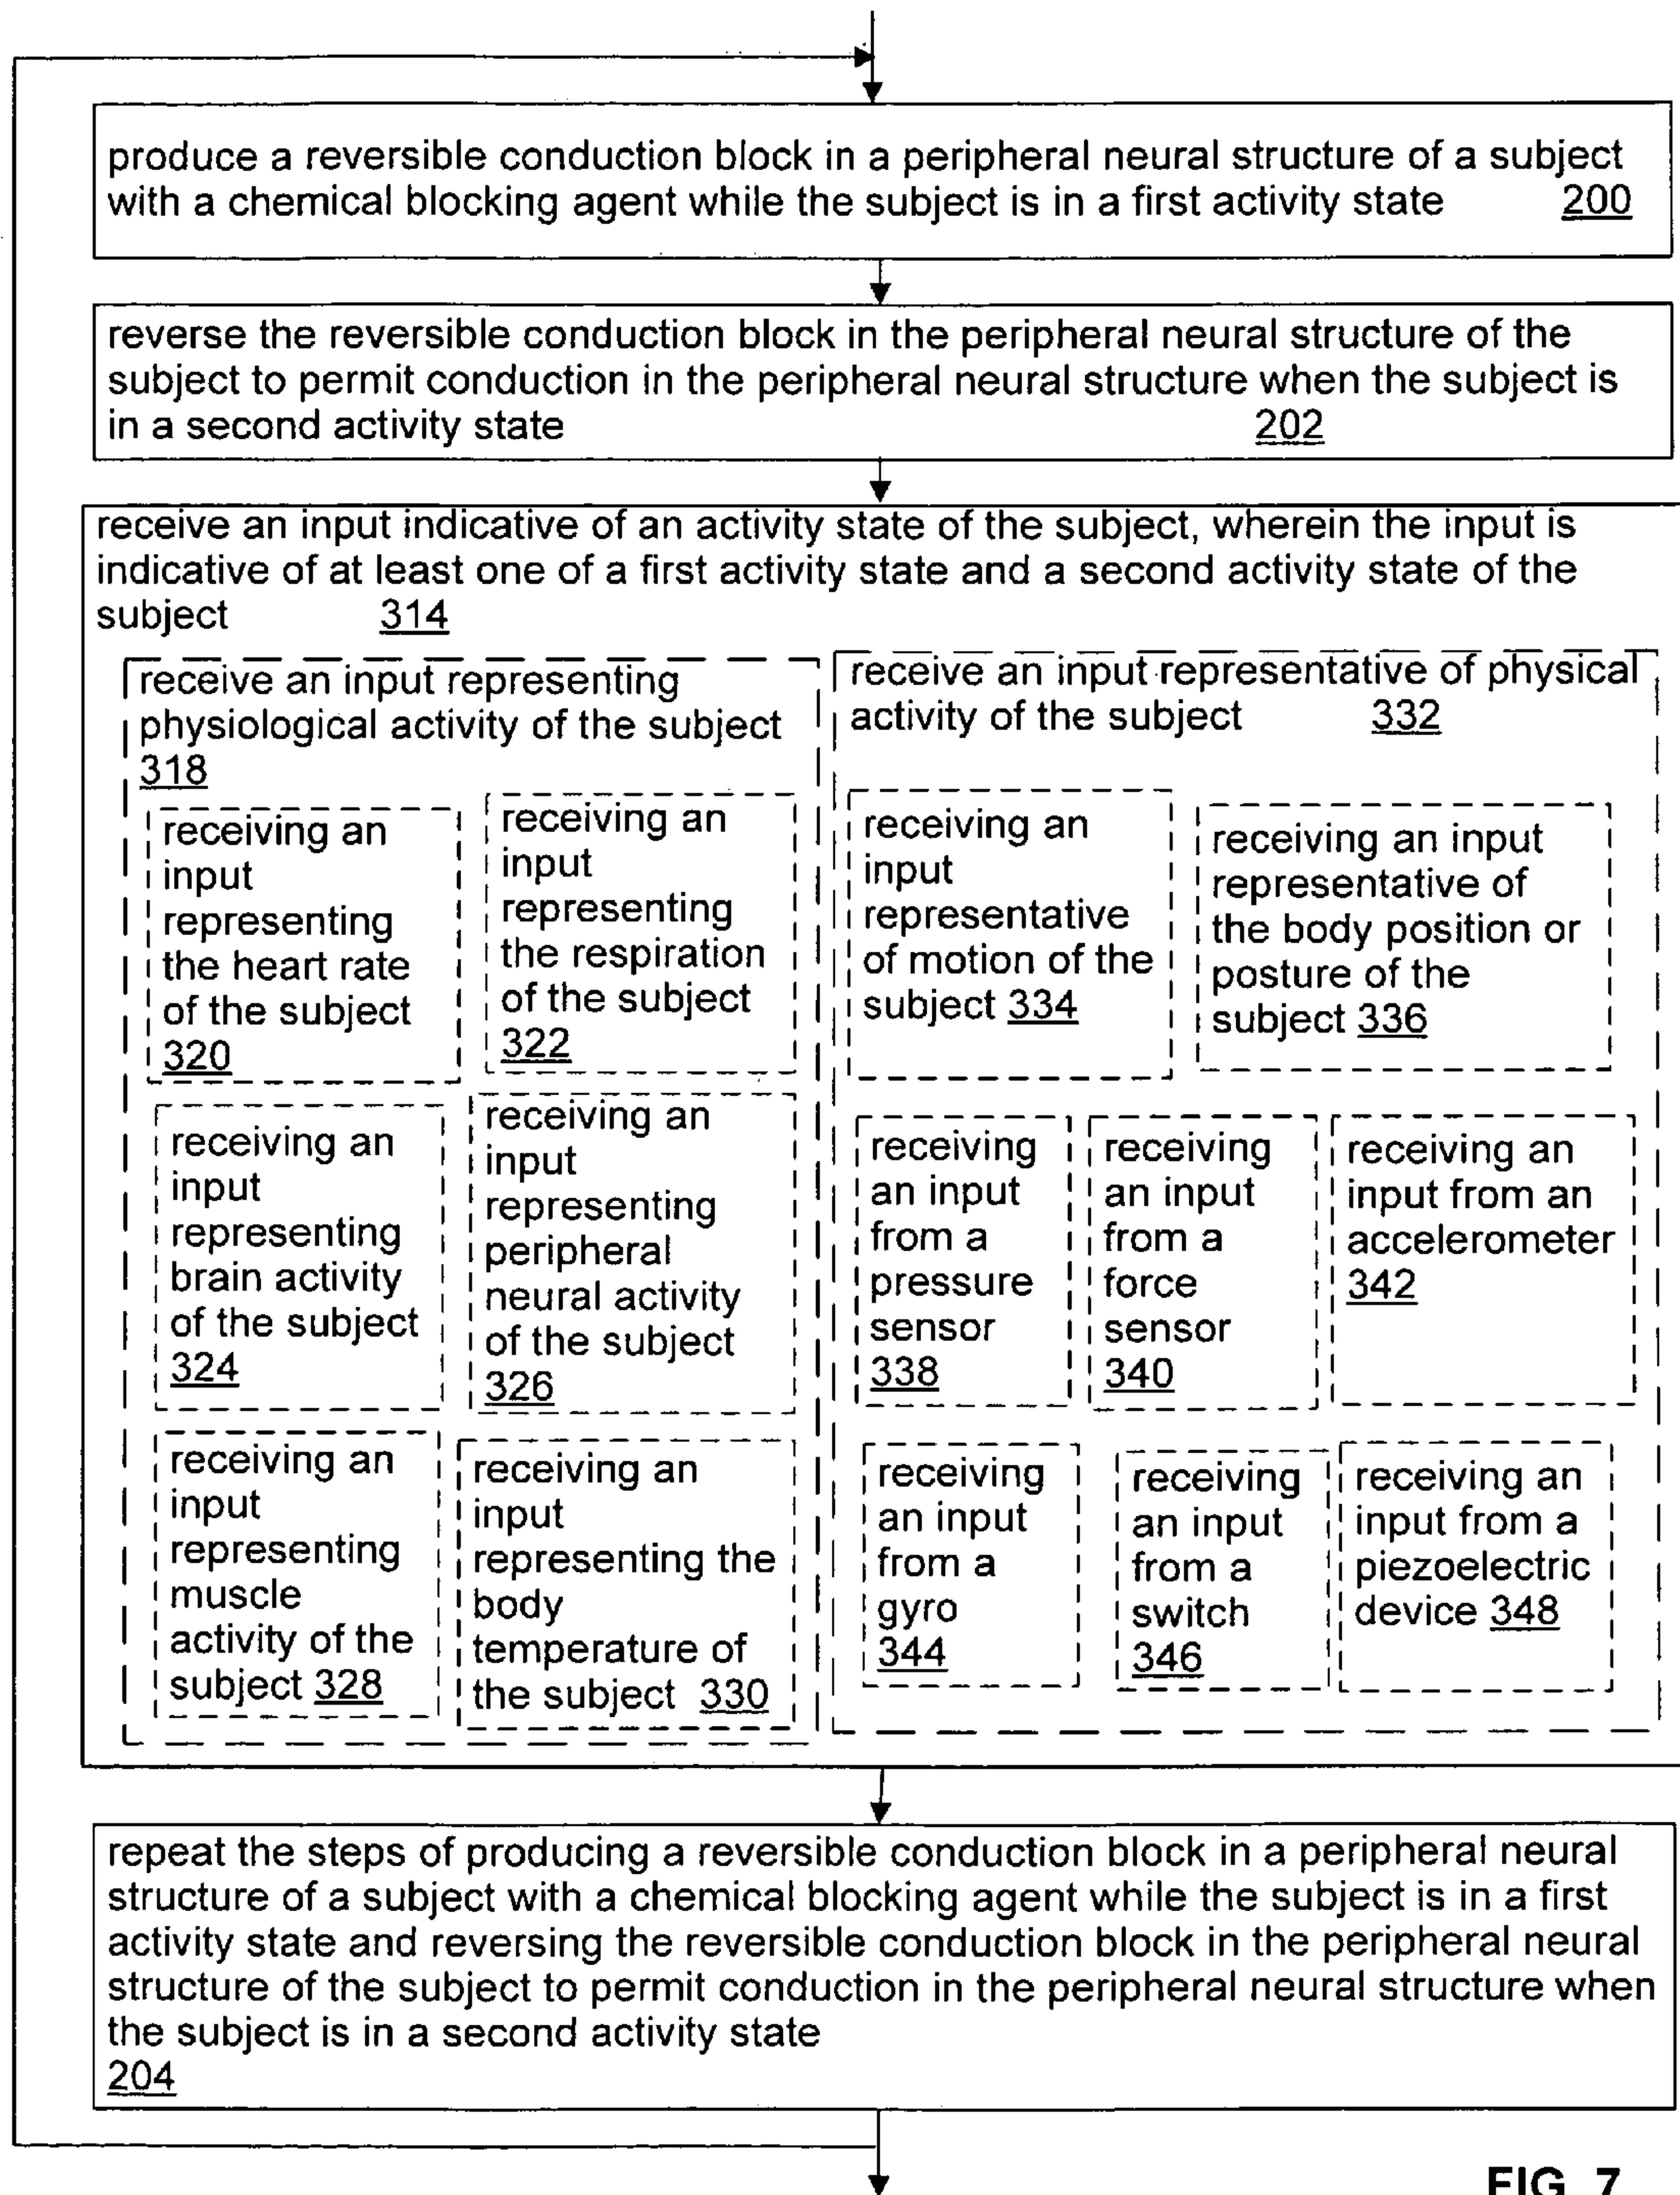 produce a reversible conduction block in a peripheral neural structure of a subject
with a chemical blocking agent while the subject is in a first activity state 200
reverse the reversible conduction block in the peripheral neural structure of the
subject to permit conduction in the peripheral neural structure when the subject is
in a second activity state 202
receive an input indicative of an activity state of the subject, wherein the input is
indicative of at least one of a first activity state and a second activity state of the
subject 314
receive an input representing
physiological activity of the subject
318
receiving an
input
representing
the heart rate
of the subject
320
receiving an
input
representing
the respiration
of the subject
322
receiving an
input
representing
brain activity
of the subject
324
receiving an
input
representing
peripheral
neural activity
of the subject
326
receiving an
input
representing
muscle
activity of the
subject 328
receiving an
input
representing the
body
temperature of
the subject 330
receive an input representative of physical
activity of the subject 332
receiving an
input
representative
of motion of the
subject 334
receiving an input
representative of
the body position or
posture of the
subject 336
receiving
an input
from a
pressure
sensor
338
receiving
an input
from a
force
sensor
340
receiving an
input from an
accelerometer
342
receiving
an input
from a
gyro
344
receiving
an input
from a
switch
346
receiving an
input from a
piezoelectric
device 348
repeat the steps of producing a reversible conduction block in a peripheral neural
structure of a subject with a chemical blocking agent while the subject is in a first
activity state and reversing the reversible conduction block in the peripheral neural
structure of the subject to permit conduction in the peripheral neural structure when
the subject is in a second activity state
204
FIG. 7